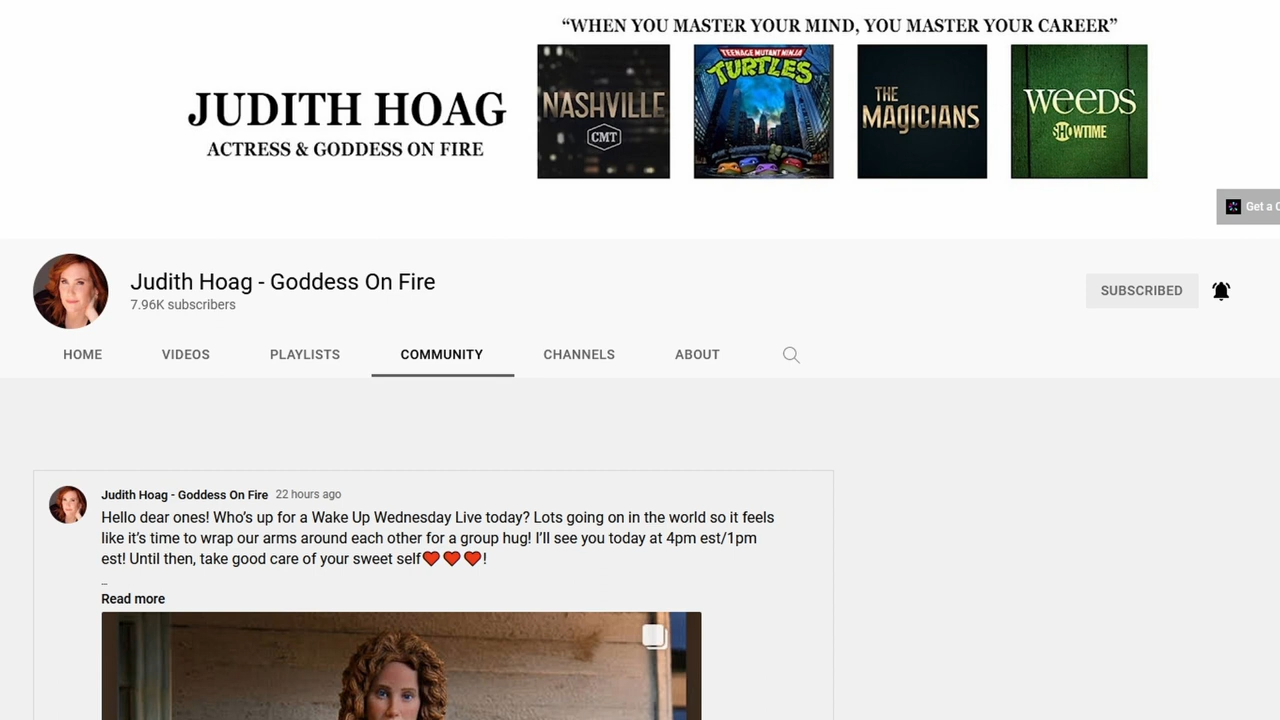 “WHEN YOU MASTER YOUR MIND, YOU MASTER YOUR CAREER”
JUDITH HOAG
ACTRESS & GODDESS ON FIRE
NASHVILLE
CMT
TEENAGE MUTANT NINJA
TURTLES
THE
MAGICIANS
WEEDS
SHOWTIME
Get a
Judith Hoag - Goddess On Fire
7.96K subscribers
SUBSCRIBED
HOME
VIDEOS
PLAYLISTS
COMMUNITY
CHANNELS
ABOUT
Judith Hoag - Goddess On Fire 22 hours ago
Hello dear ones! Who’s up for a Wake Up Wednesday Live today? Lots going on in the world so it feels
like it’s time to wrap our arms around each other for a group hug! I’ll see you today at 4pm est/1pm
est! Until then, take good care of your sweet self❤️❤️❤️!
...
Read more